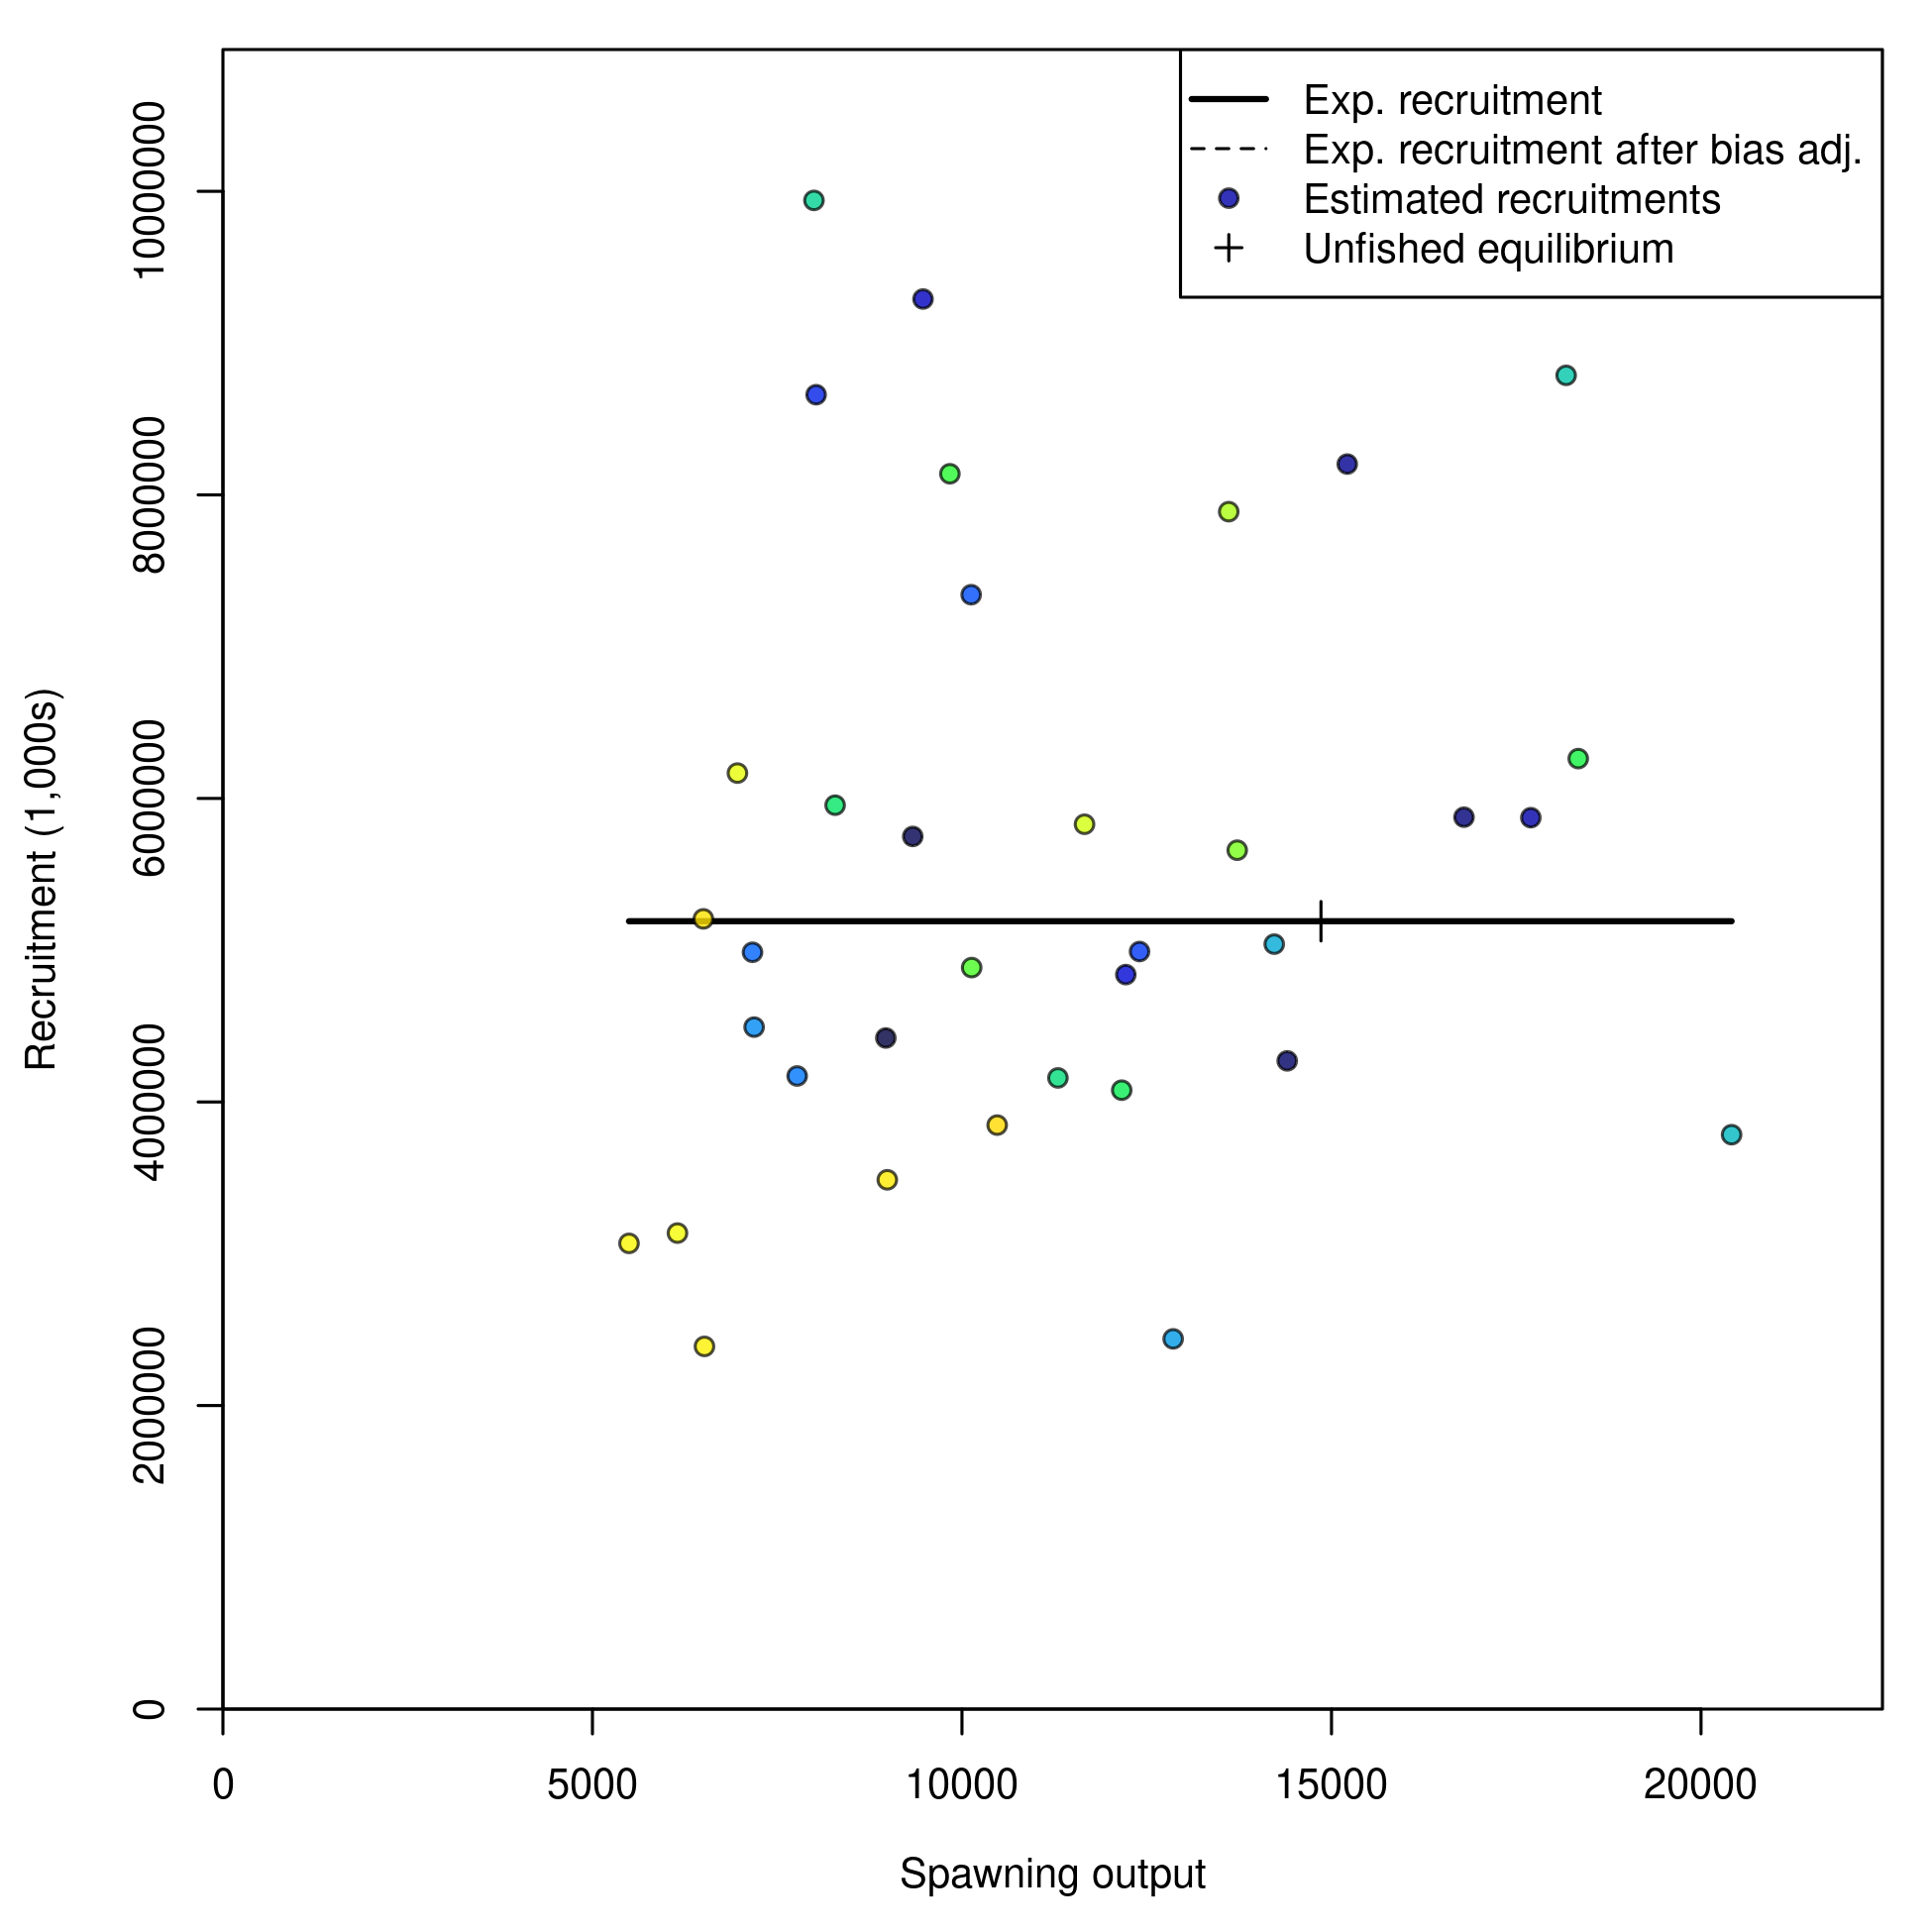 Exp. recruitment
Exp. recruitment after bias adj.
Estimated recruitments
Unfished equilibrium
Recruitment (1,000s)
10000000
8000000
6000000
4000000
2000000
0
0 5000 10000 15000 20000
Spawning output